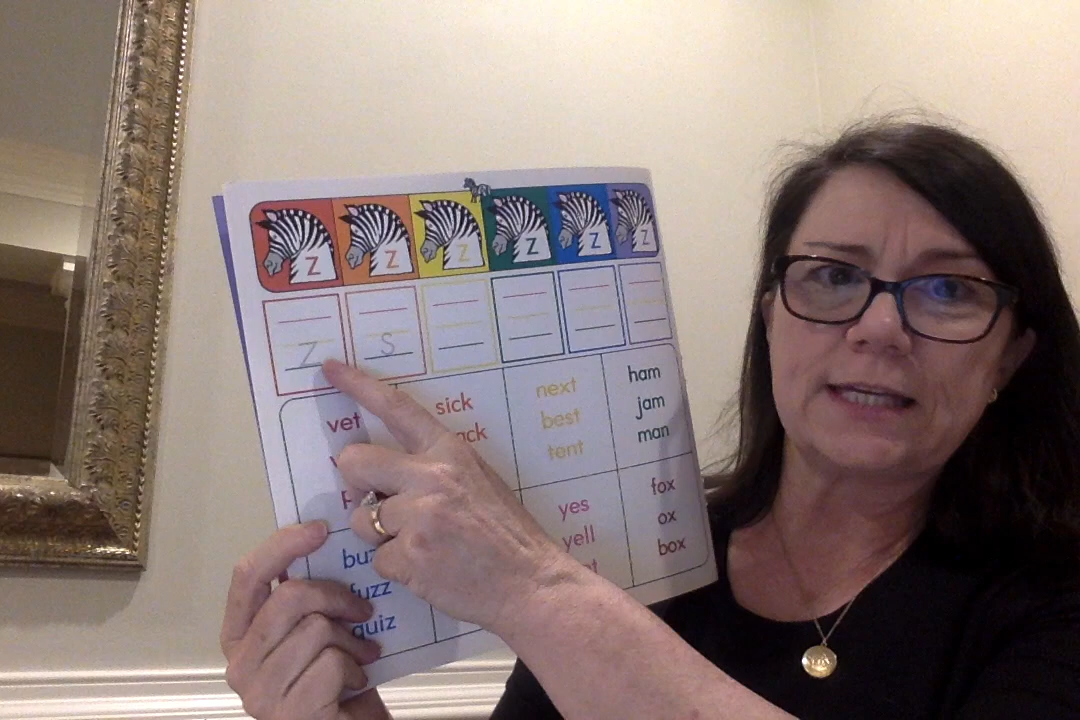 z z z z z z
z s
vet
sick
next
best
tent
ham
jam
man
buzz
fuzz
quiz
yes
yell
fox
ox
box